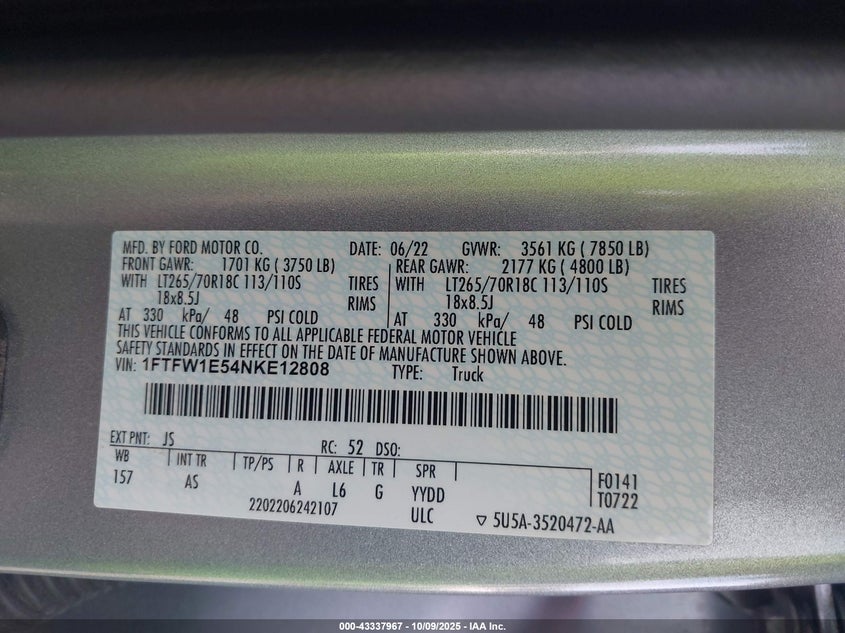 MFD. BY FORD MOTOR CO. DATE: 06/22 GVWR: 3561 KG ( 7850 LB)
FRONT GAWR: 1701 KG ( 3750 LB) REAR GAWR: 2177 KG ( 4800 LB)
WITH LT265/70R18C 113/110S TIRES WITH LT265/70R18C 113/110S TIRES
18x8.5J RIMS 18x8.5J RIMS
AT 330 kPa/ 48 PSI COLD AT 330 kPa/ 48 PSI COLD
THIS VEHICLE CONFORMS TO ALL APPLICABLE FEDERAL MOTOR VEHICLE
SAFETY STANDARDS IN EFFECT ON THE DATE OF MANUFACTURE SHOWN ABOVE.
VIN: 1FTFW1E54NKE12808 TYPE: Truck
EXT PNT: JS RC: 52 DSO:
WB INT TR TP/PS R AXLE TR SPR
157 AS A L6 G YYDD F0141
2202206242107 ULC T0722
5U5A-3520472-AA
000-43337967 - 10/09/2025 - IAA Inc.